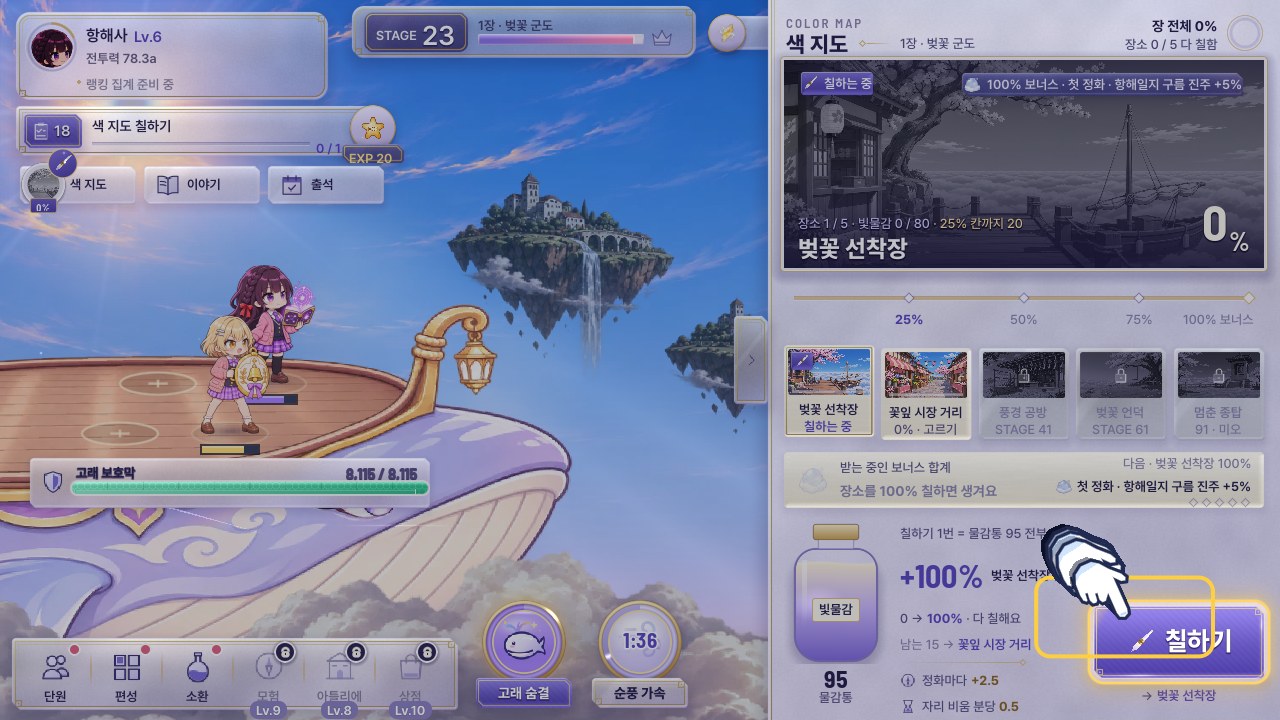 항해사 Lv.6
전투력 78.3a
랭킹 집계 준비 중
STAGE 23
1장 · 벚꽃 군도
18
색 지도 칠하기
0 / 1
EXP 20
색 지도
0%
이야기
출석
고래 보호막
8,115 / 8,115
단원
편성
소환
모험
Lv.9
아틀리에
Lv.8
상점
Lv.10
고래 숨결
1:36
순풍 가속
COLOR MAP
색 지도
1장 · 벚꽃 군도
장 전체 0%
장소 0 / 5 다 칠함
칠하는 중
100% 보너스 · 첫 정화 · 항해일지 구름 진주 +5%
장소 1 / 5 · 빛물감 0 / 80 · 25% 칸까지 20
벚꽃 선착장
0%
25%
50%
75%
100% 보너스
벚꽃 선착장
칠하는 중
꽃잎 시장 거리
0% · 고르기
풍경 공방
STAGE 41
벚꽃 언덕
STAGE 61
멈춘 종탑
91 · 미오
받는 중인 보너스 합계
장소를 100% 칠하면 생겨요
다음 · 벚꽃 선착장 100%
첫 정화 · 항해일지 구름 진주 +5%
칠하기 1번 = 물감통 95 전부
+100% 벚꽃 선착장
0 → 100% · 다 칠해요
남는 15 → 꽃잎 시장 거리
빛물감
95
물감통
정화마다 +2.5
자리 비움 분당 0.5
칠하기
→ 벚꽃 선착장